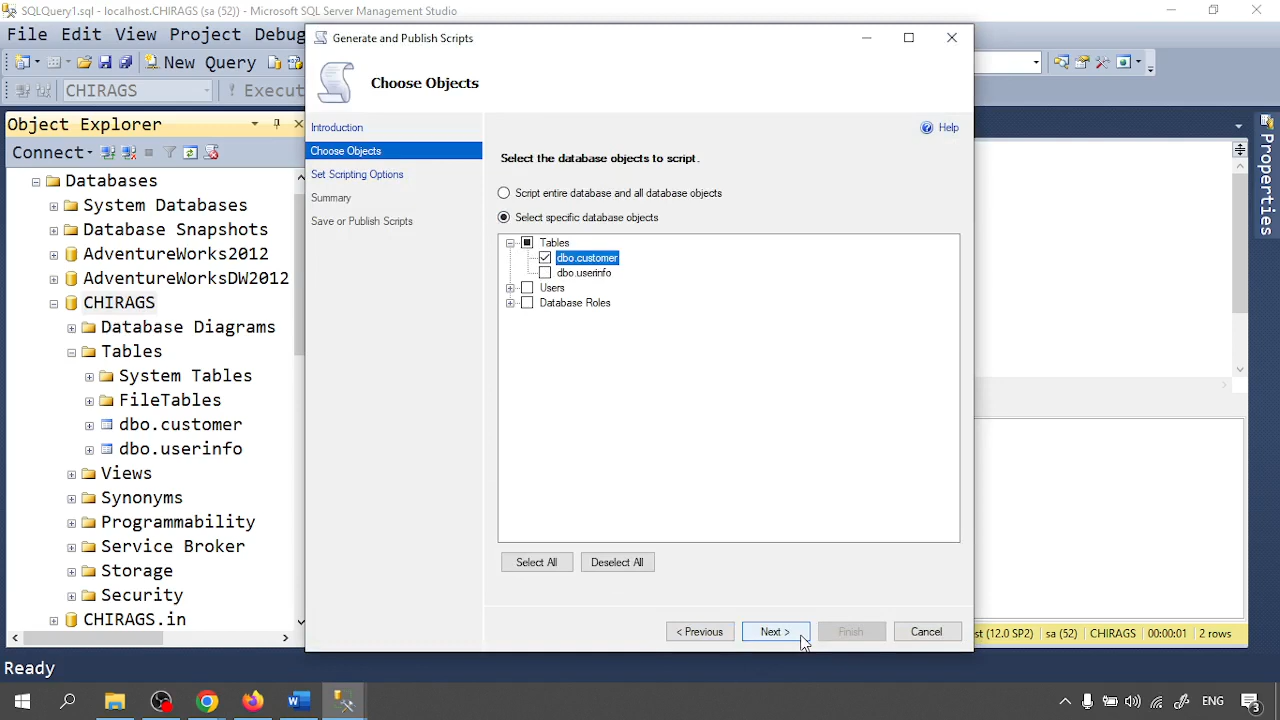 SQLQuery1.sql - localhost.CHIRAGS (sa (52)) - Microsoft SQL Server Management Studio
File Edit View Project Debug
New Query
CHIRAGS
! Execut
Object Explorer
Connect
Databases
System Databases
Database Snapshots
AdventureWorks2012
AdventureWorksDW2012
CHIRAGS
Database Diagrams
Tables
System Tables
FileTables
dbo.customer
dbo.userinfo
Views
Synonyms
Programmability
Service Broker
Storage
Security
CHIRAGS.in
Generate and Publish Scripts
Choose Objects
Introduction
Choose Objects
Set Scripting Options
Summary
Save or Publish Scripts
Help
Select the database objects to script.
Script entire database and all database objects
Select specific database objects
Tables
dbo.customer
dbo.userinfo
Users
Database Roles
Select All
Deselect All
< Previous
Next >
Finish
Cancel
Properties
st (12.0 SP2)
sa (52)
CHIRAGS
00:00:01
2 rows
Ready
ENG
3